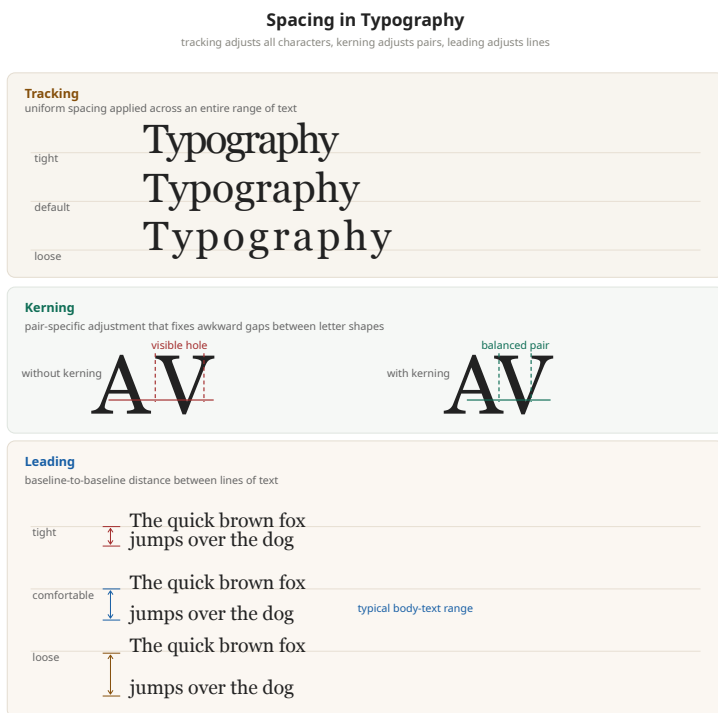 Spacing in Typography
tracking adjusts all characters, kerning adjusts pairs, leading adjusts lines
Tracking
uniform spacing applied across an entire range of text
tight
Typography
default
Typography
loose
Typography
Kerning
pair-specific adjustment that fixes awkward gaps between letter shapes
without kerning
visible hole
AV
with kerning
balanced pair
AV
Leading
baseline-to-baseline distance between lines of text
tight
The quick brown fox
jumps over the dog
comfortable
The quick brown fox
jumps over the dog
typical body-text range
loose
The quick brown fox
jumps over the dog